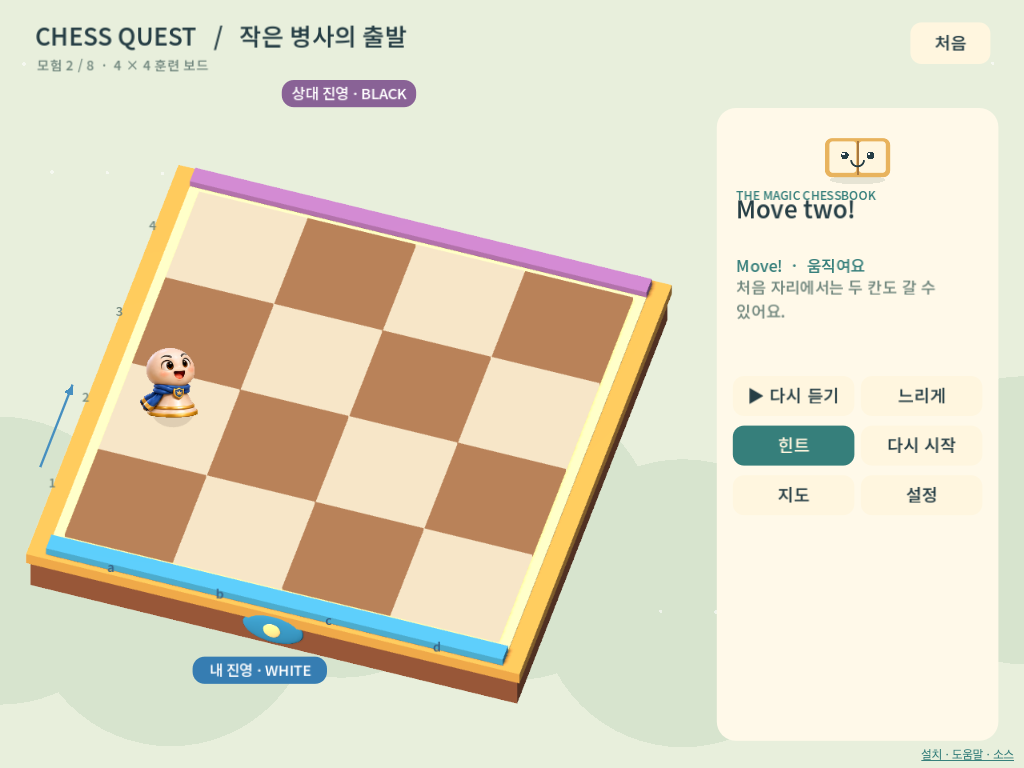 CHESS QUEST / 작은 병사의 출발
모험 2 / 8 · 4 × 4 훈련 보드
처음
상대 진영 · BLACK
THE MAGIC CHESSBOOK
Move two!
Move! · 움직여요
처음 자리에서는 두 칸도 갈 수
있어요.
▶ 다시 듣기
느리게
힌트
다시 시작
지도
설정
4
3
2
1
a
b
c
d
내 진영 · WHITE
설치 · 도움말 · 소스